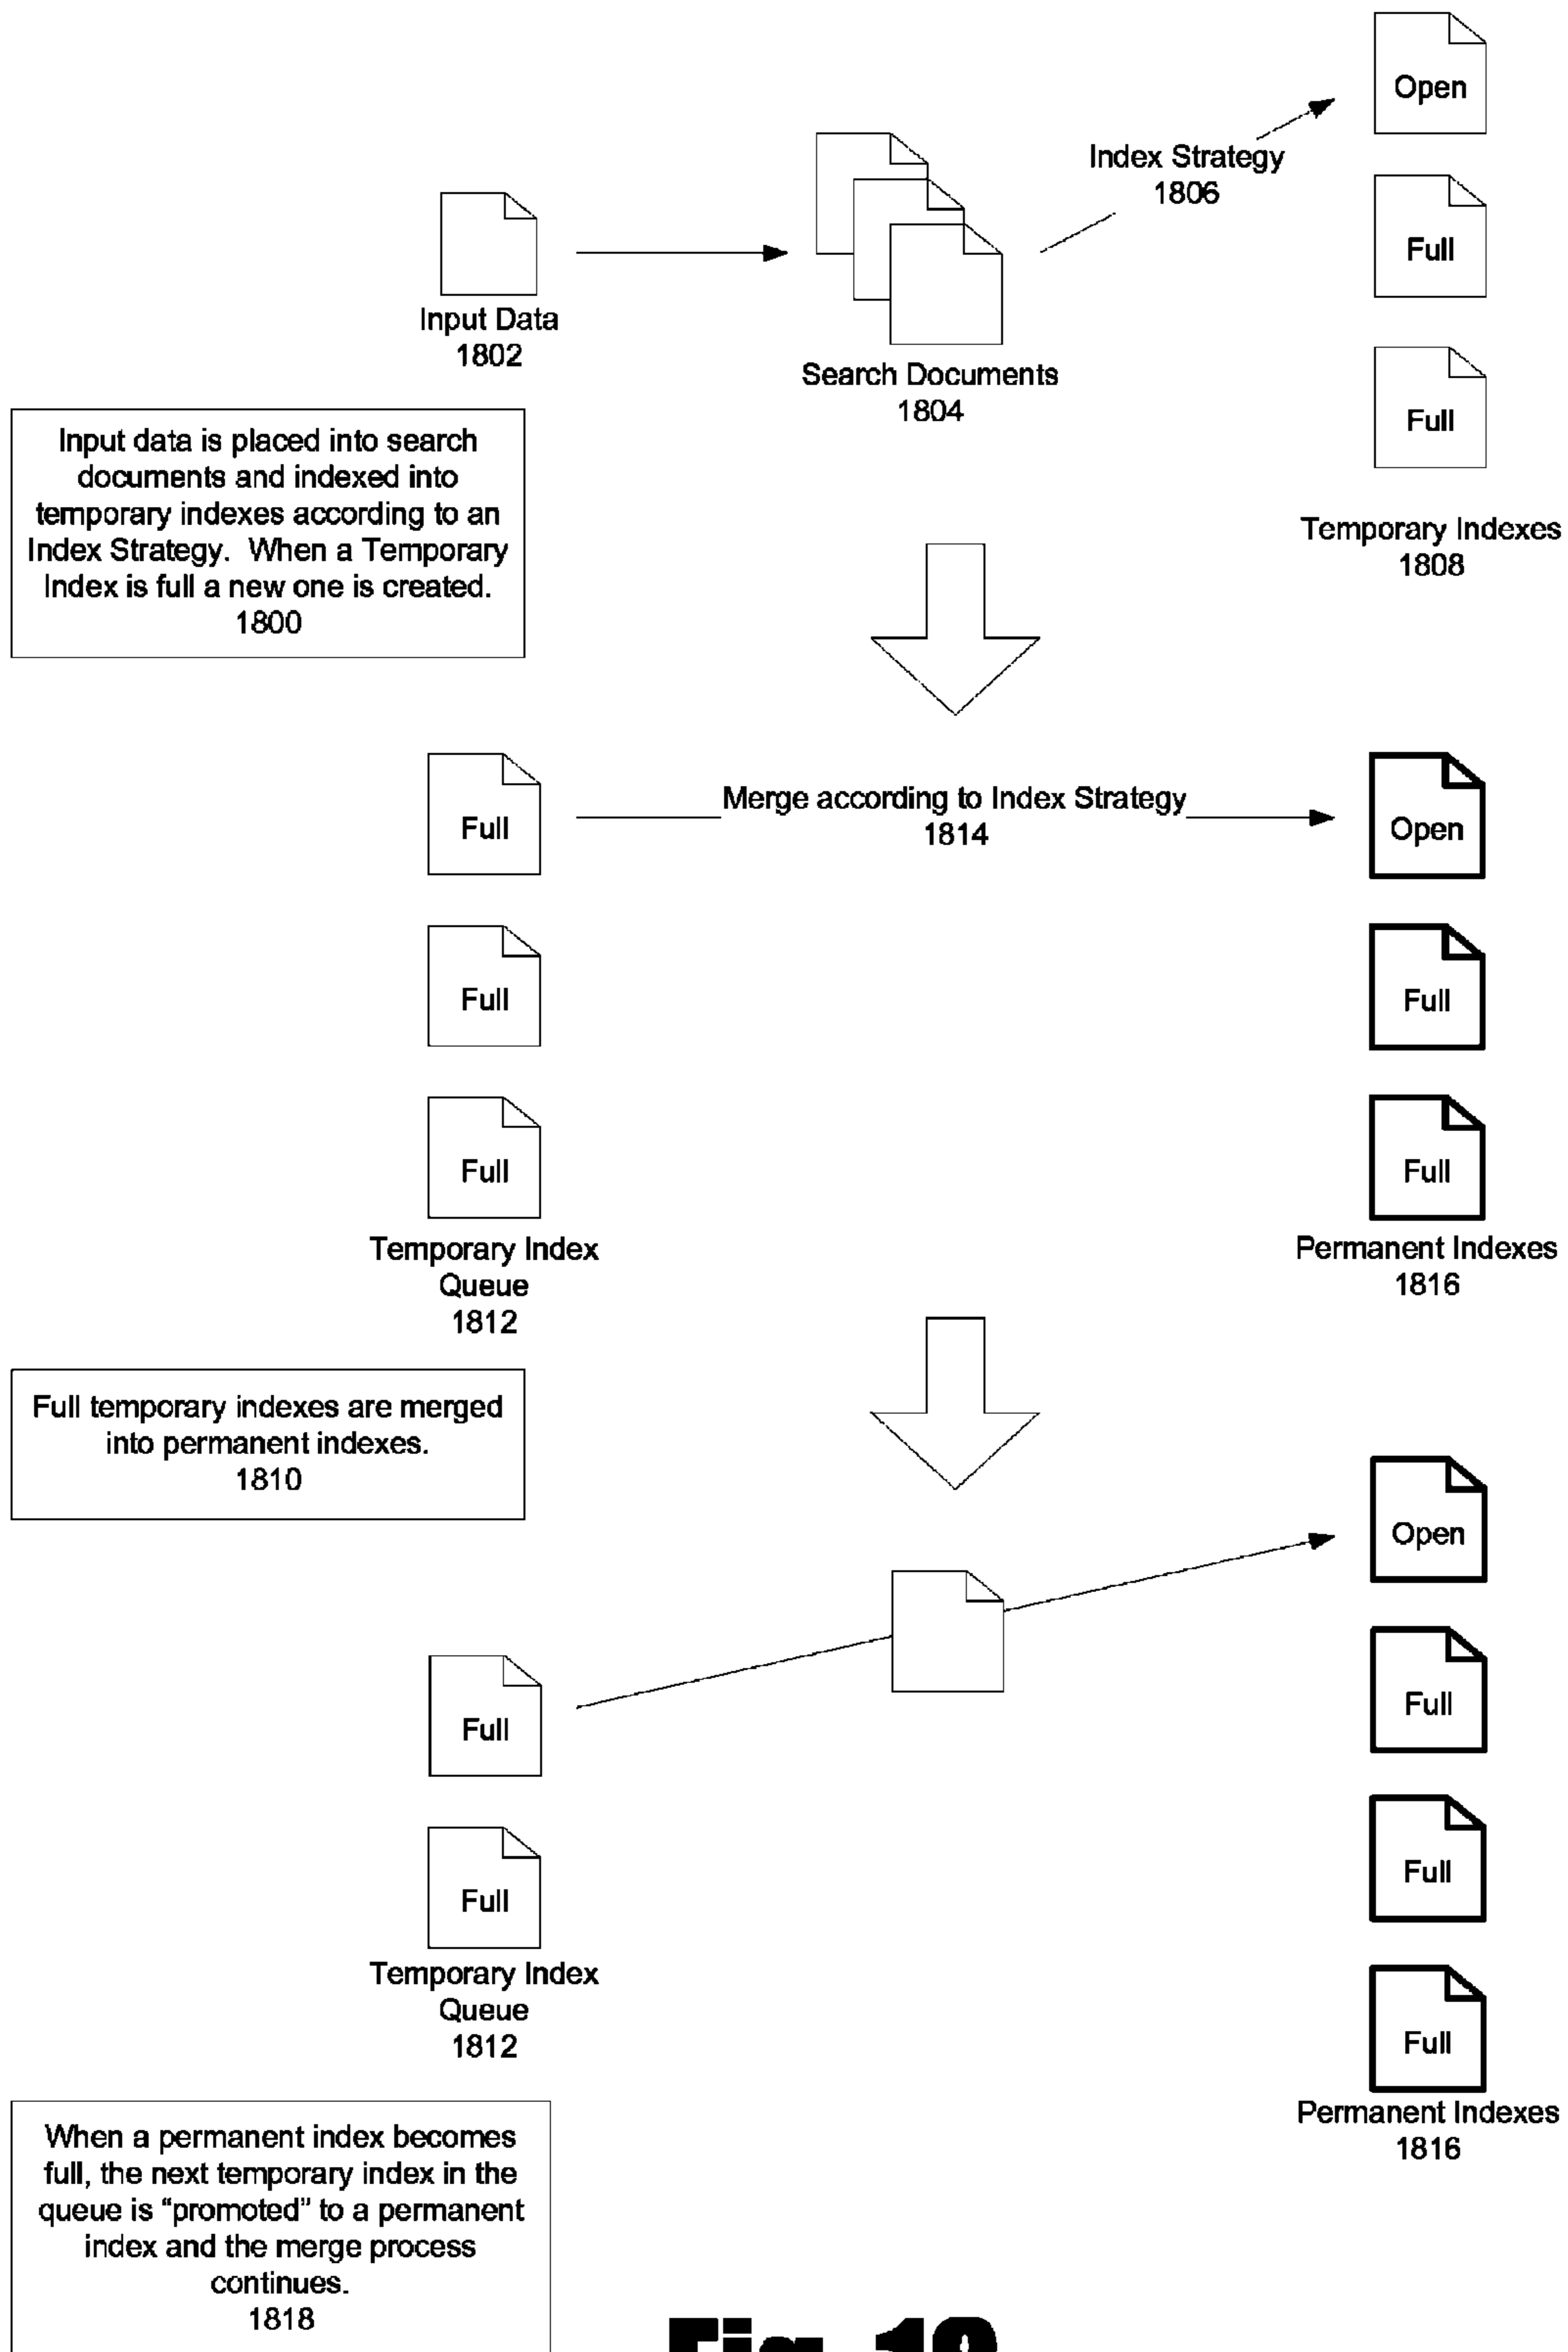 Open
Index Strategy
1806
Full
Input Data
1802
Search Documents
1804
Full
Input data is placed into search
documents and indexed into
temporary indexes according to an
Index Strategy. When a Temporary
Index is full a new one is created.
1800
Temporary Indexes
1808
Full
Merge according to Index Strategy
1814
Open
Full
Full
Full
Full
Temporary Index
Queue
1812
Permanent Indexes
1816
Full temporary indexes are merged
into permanent indexes.
1810
Open
Full
Full
Full
Full
Temporary Index
Queue
1812
Full
Permanent Indexes
1816
When a permanent index becomes
full, the next temporary index in the
queue is “promoted” to a permanent
index and the merge process
continues.
1818
Fig